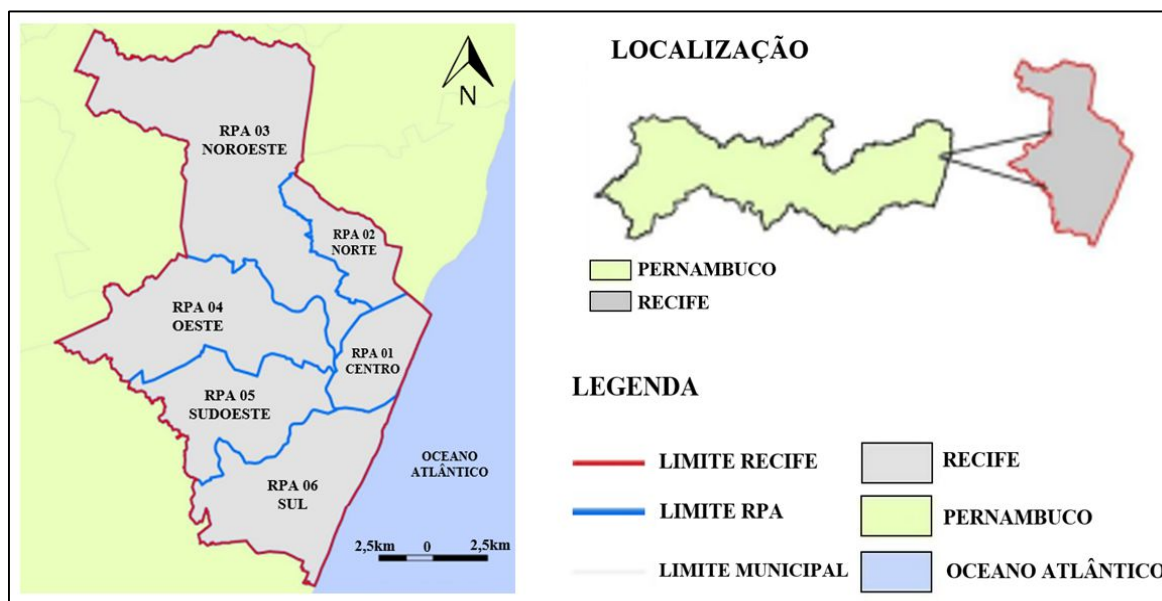 N
RPA 03
NOROESTE
RPA 02
NORTE
RPA 04
OESTE
RPA 01
CENTRO
RPA 05
SUDOESTE
RPA 06
SUL
OCEANO
ATLÂNTICO
2,5km 0 2,5km
LOCALIZAÇÃO
PERNAMBUCO
RECIFE
LEGENDA
LIMITE RECIFE
RECIFE
LIMITE RPA
PERNAMBUCO
LIMITE MUNICIPAL
OCEANO ATLÂNTICO